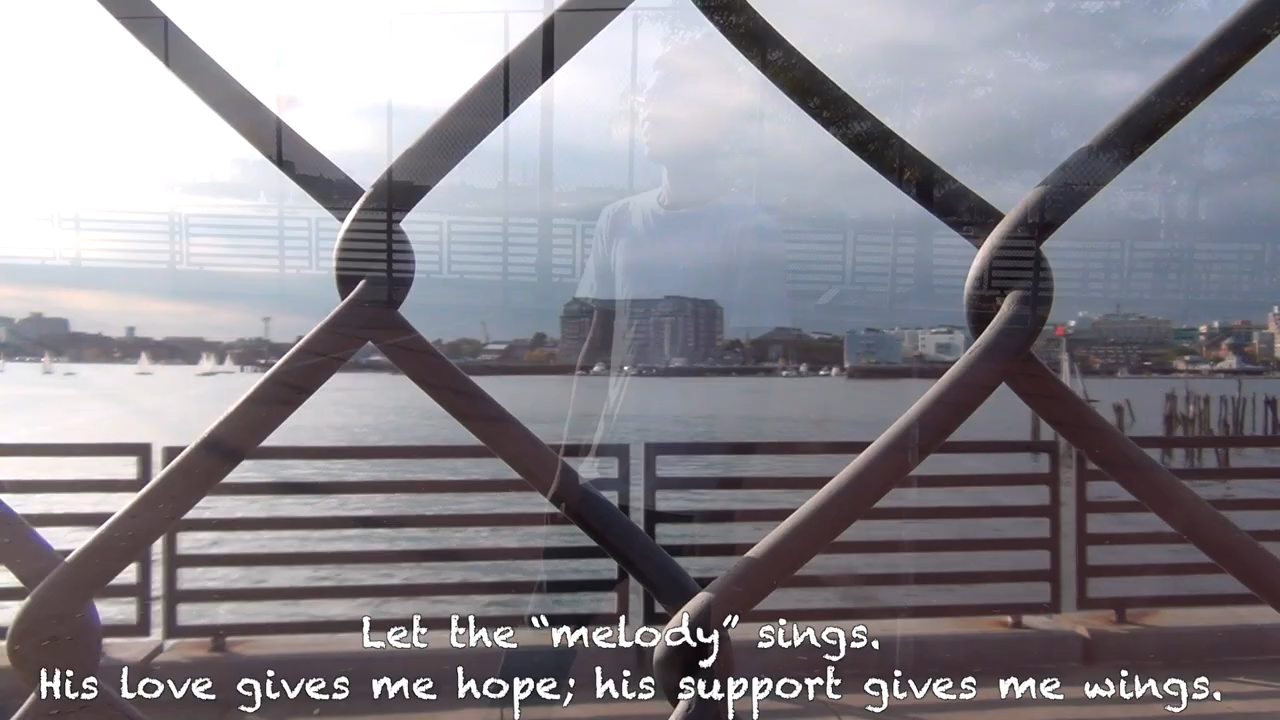 Let the “melody” sings.
His love gives me hope; his support gives me wings.